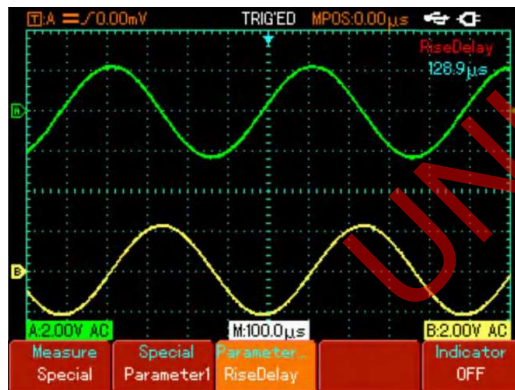 T:A 0.00mV TRIG'ED MPOS:0.00µs
RiseDelay
128.9µs
A
B
A:2.00V AC M:100.0µs B:2.00V AC
Measure Special Parameter... Indicator
Special Parameter1 RiseDelay OFF
UNI